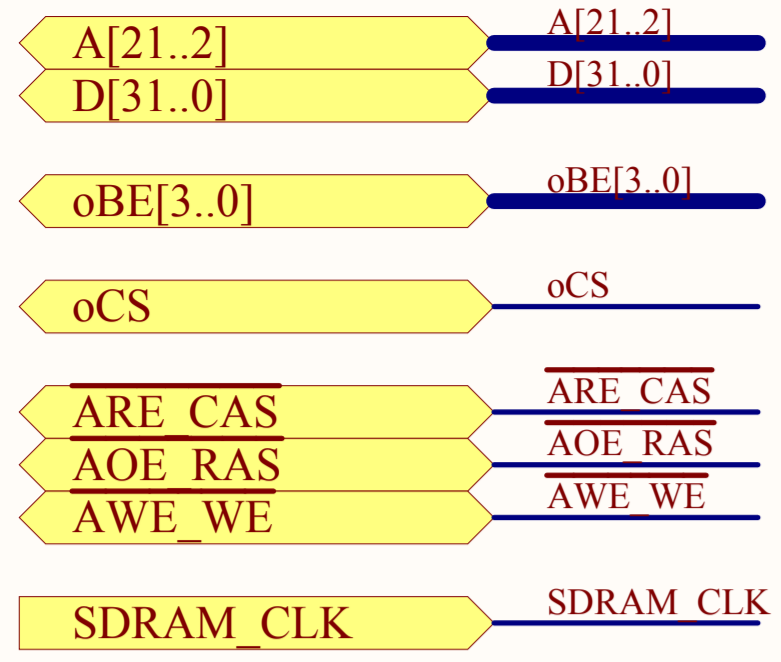 A[21..2] A[21..2]
D[31..0] D[31..0]
oBE[3..0] oBE[3..0]
oCS oCS
ARE_CAS ARE_CAS
AOE_RAS AOE_RAS
AWE_WE AWE_WE
SDRAM_CLK SDRAM_CLK